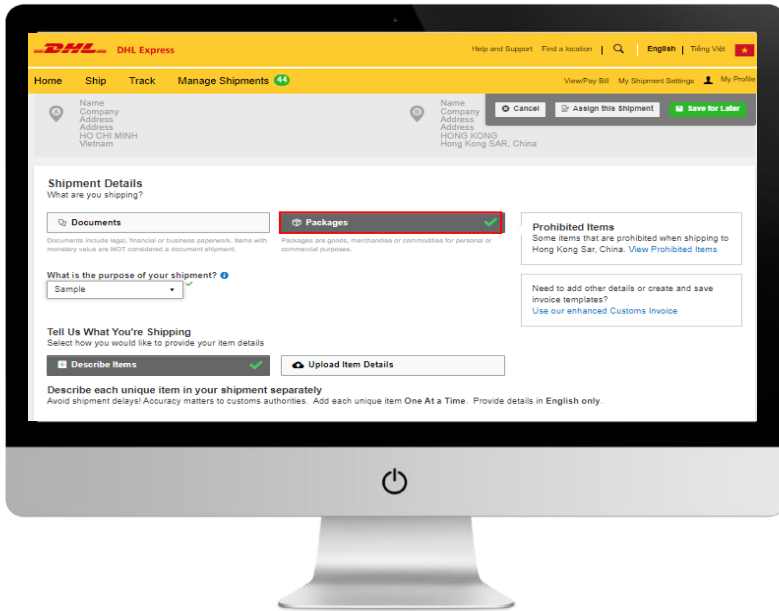 DHL DHL Express
Help and Support Find a location | English | Tiếng Việt
Home Ship Track Manage Shipments 44
View/Pay Bill My Shipment Settings My Profile
A
Name
Company
Address
Address
HO CHI MINH
Vietnam
B
Name
Company
Address
Address
HONG KONG
Hong Kong SAR, China
Cancel Assign this Shipment Save for Later
Shipment Details
What are you shipping?
Documents
Documents include legal, financial or business paperwork. Items with
monetary value are NOT considered a document shipment.
Packages
Packages are goods, merchandise or commodities for personal or
commercial purposes.
Prohibited Items
Some items that are prohibited when shipping to
Hong Kong Sar, China. View Prohibited Items
What is the purpose of your shipment?
Sample
Need to add other details or create and save
invoice templates?
Use our enhanced Customs Invoice
Tell Us What You're Shipping
Select how you would like to provide your item details
Describe Items Upload Item Details
Describe each unique item in your shipment separately
Avoid shipment delays! Accuracy matters to customs authorities. Add each unique item One At a Time. Provide details in English only.